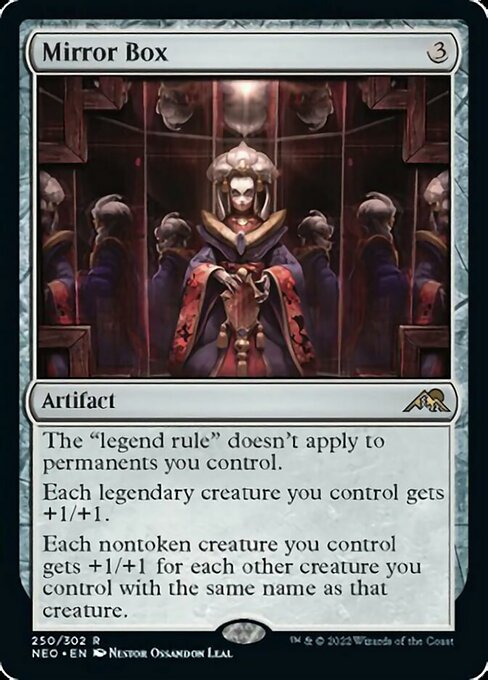 Mirror Box 3
Artifact
The “legend rule” doesn’t apply to
permanents you control.
Each legendary creature you control gets
+1/+1.
Each nontoken creature you control
gets +1/+1 for each other creature you
control with the same name as that
creature.
250/302 R
NEO • EN Nestor Ossandon Leal
™ & © 2022 Wizards of the Coast